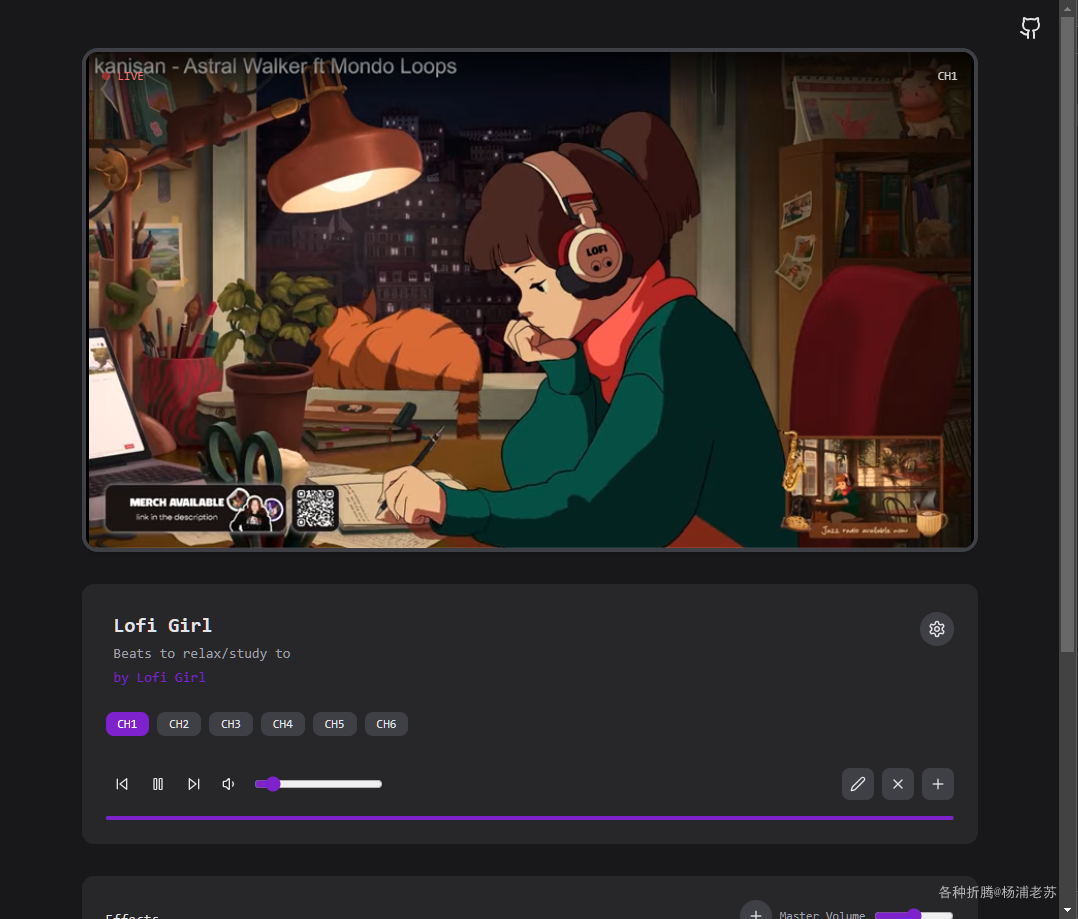 kanisan - Astral Walker ft Mondo Loops
LIVE
CH1
LOFI
MERCH AVAILABLE
link in the description
Jazz radio available now
Lofi Girl
Beats to relax/study to
by Lofi Girl
CH1 CH2 CH3 CH4 CH5 CH6
各种折腾@杨浦老苏
Effects
Master Volume